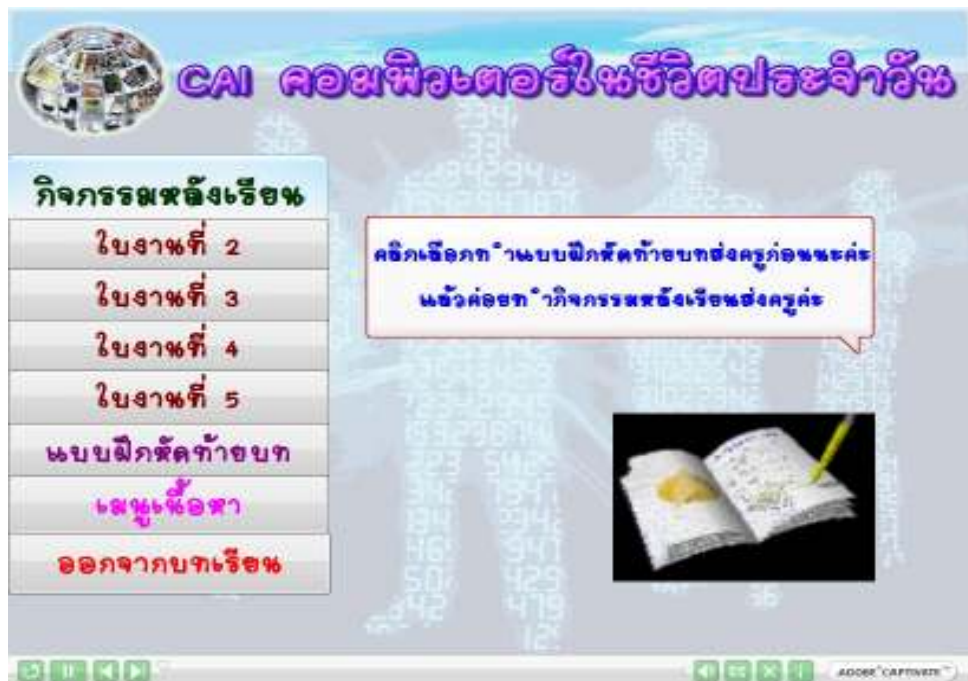 CAI คอมพิวเตอร์ในชีวิตประจำวัน
กิจกรรมหลังเรียน
ใบงานที่ 2
ใบงานที่ 3
ใบงานที่ 4
ใบงานที่ 5
แบบฝึกหัดท้ายบท
เมนูเนื้อหา
ออกจากบทเรียน
คลิกเลือกทำแบบฝึกหัดท้ายบทส่งครูก่อนนะค่ะ
แล้วค่อยทำกิจกรรมหลังเรียนส่งครูค่ะ
ADOBE CAPTIVATE